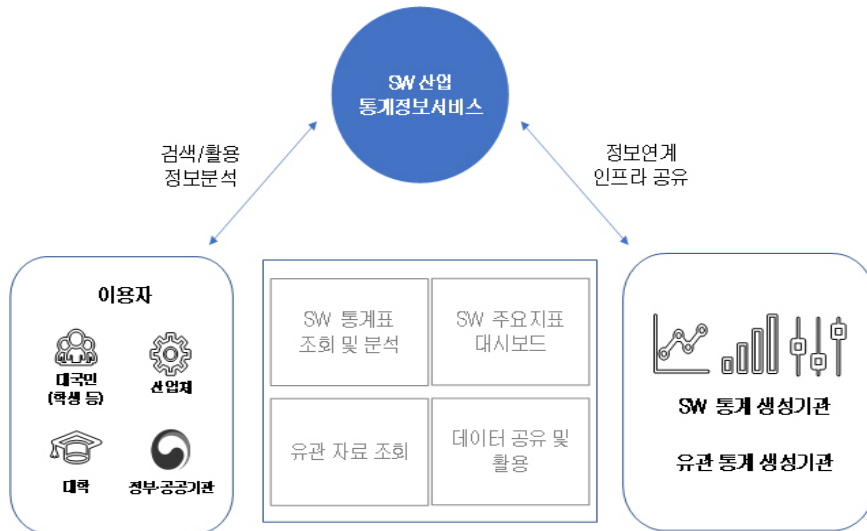 SW 산업
통계정보서비스
검색/활용
정보분석
정보연계
인프라 공유
이용자
대국민
(학생 등)
산업체
대학
정부·공공기관
SW 통계표
조회 및 분석
SW 주요지표
대시보드
유관 자료 조회
데이터 공유 및
활용
SW 통계 생성기관
유관 통계 생성기관